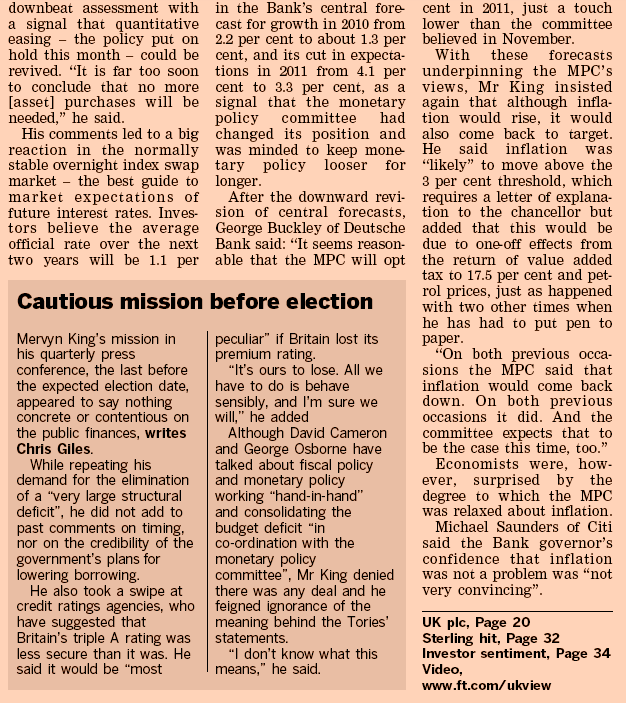 downbeat assessment with
a signal that quantitative
easing – the policy put on
hold this month – could be
revived. “It is far too soon
to conclude that no more
[asset] purchases will be
needed,” he said.
His comments led to a big
reaction in the normally
stable overnight index swap
market – the best guide to
market expectations of
future interest rates. Inves-
tors believe the average
official rate over the next
two years will be 1.1 per
in the Bank’s central fore-
cast for growth in 2010 from
2.2 per cent to about 1.3 per
cent, and its cut in expecta-
tions in 2011 from 4.1 per
cent to 3.3 per cent, as a
signal that the monetary
policy committee had
changed its position and
was minded to keep mone-
tary policy looser for
longer.
After the downward revi-
sion of central forecasts,
George Buckley of Deutsche
Bank said: “It seems reason-
able that the MPC will opt
cent in 2011, just a touch
lower than the committee
believed in November.
With these forecasts
underpinning the MPC’s
views, Mr King insisted
again that although infla-
tion would rise, it would
also come back to target.
He said inflation was
“likely” to move above the
3 per cent threshold, which
requires a letter of explana-
tion to the chancellor but
added that this would be
due to one-off effects from
the return of value added
tax to 17.5 per cent and pet-
rol prices, just as happened
with two other times when
he has had to put pen to
paper.
“On both previous occa-
sions the MPC said that
inflation would come back
down. On both previous
occasions it did. And the
committee expects that to
be the case this time, too.”
Economists were, how-
ever, surprised by the
degree to which the MPC
was relaxed about inflation.
Michael Saunders of Citi
said the Bank governor’s
confidence that inflation
was not a problem was “not
very convincing”.
UK plc, Page 20
Sterling hit, Page 32
Investor sentiment, Page 34
Video,
www.ft.com/ukview
Cautious mission before election
Mervyn King’s mission in
his quarterly press
conference, the last before
the expected election date,
appeared to say nothing
concrete or contentious on
the public finances, writes
Chris Giles.
While repeating his
demand for the elimination
of a “very large structural
deficit”, he did not add to
past comments on timing,
nor on the credibility of the
government’s plans for
lowering borrowing.
He also took a swipe at
credit ratings agencies, who
have suggested that
Britain’s triple A rating was
less secure than it was. He
said it would be “most
peculiar” if Britain lost its
premium rating.
“It’s ours to lose. All we
have to do is behave
sensibly, and I’m sure we
will,” he added
Although David Cameron
and George Osborne have
talked about fiscal policy
and monetary policy
working “hand-in-hand”
and consolidating the
budget deficit “in
co-ordination with the
monetary policy
committee”, Mr King denied
there was any deal and he
feigned ignorance of the
meaning behind the Tories’
statements.
“I don’t know what this
means,” he said.